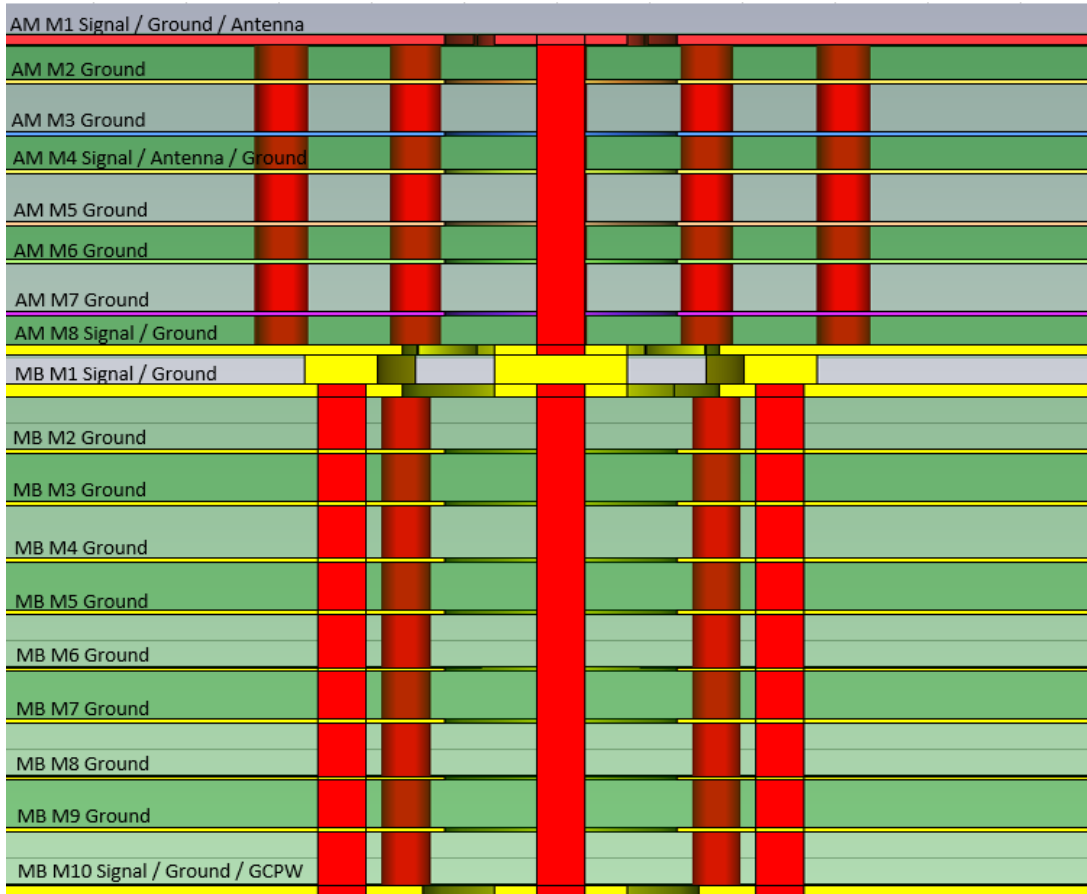 AM M1 Signal / Ground / Antenna
AM M2 Ground
AM M3 Ground
AM M4 Signal / Antenna / Ground
AM M5 Ground
AM M6 Ground
AM M7 Ground
AM M8 Signal / Ground
MB M1 Signal / Ground
MB M2 Ground
MB M3 Ground
MB M4 Ground
MB M5 Ground
MB M6 Ground
MB M7 Ground
MB M8 Ground
MB M9 Ground
MB M10 Signal / Ground / GCPW